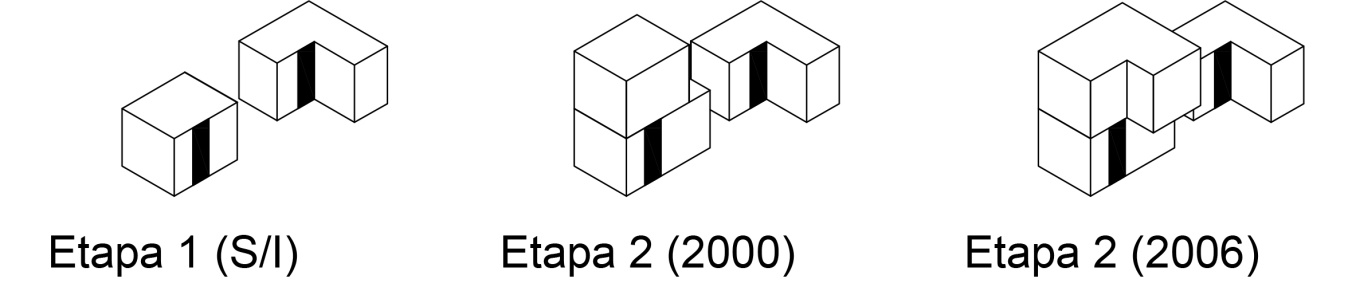 Etapa 1 (S/I)
Etapa 2 (2000)
Etapa 2 (2006)